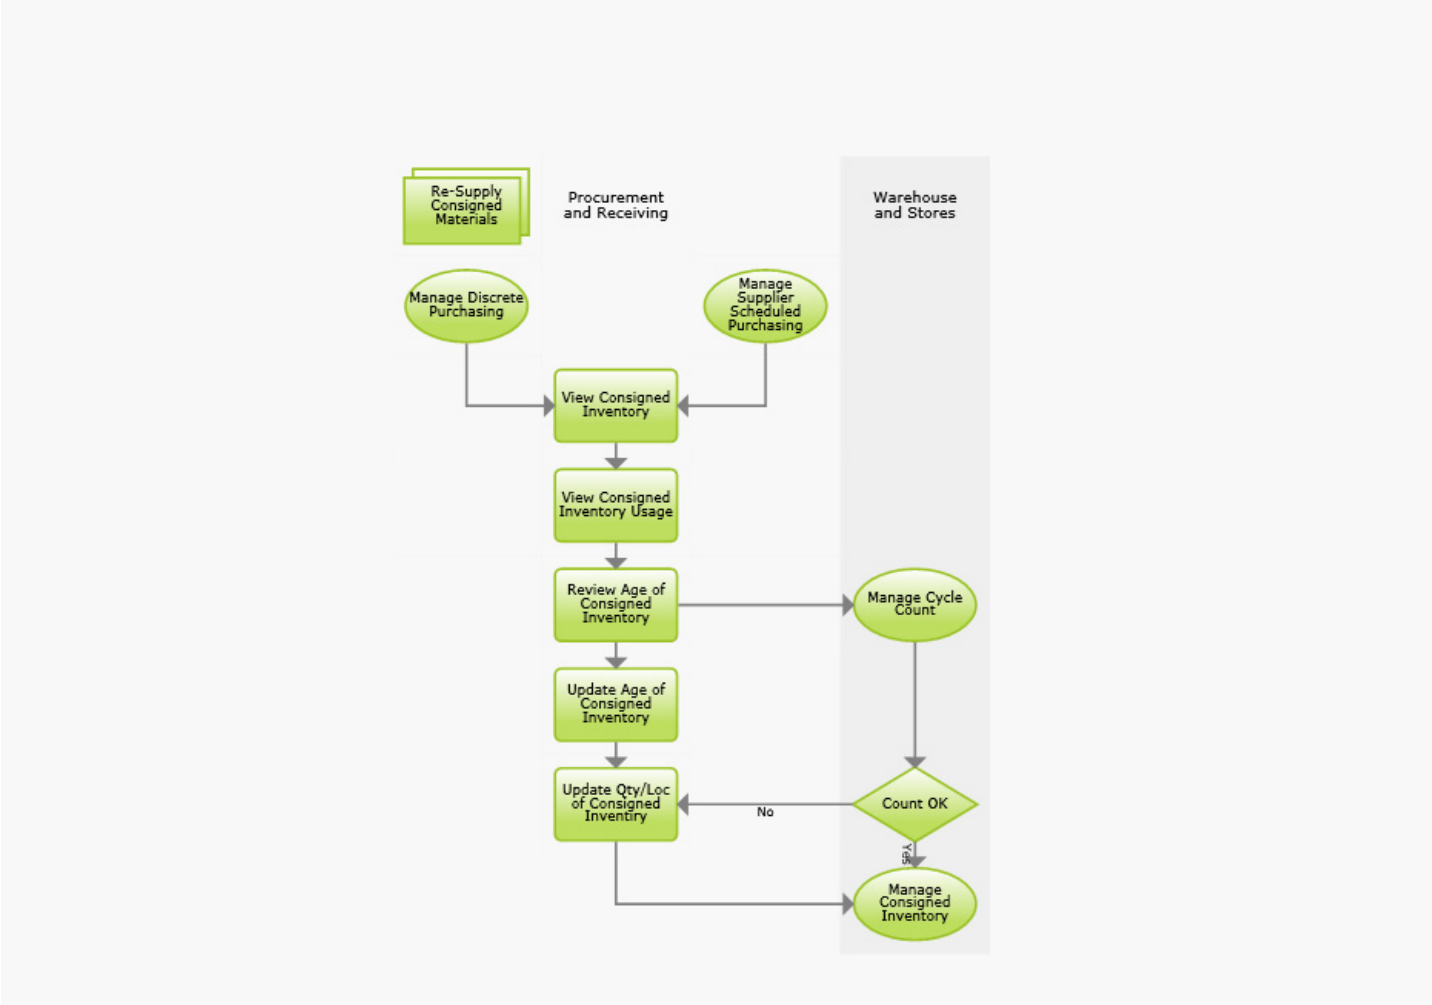 Re-Supply
Consigned
Materials
Procurement
and Receiving
Warehouse
and Stores
Manage Discrete
Purchasing
Manage
Supplier
Scheduled
Purchasing
View Consigned
Inventory
View Consigned
Inventory Usage
Review Age of
Consigned
Inventory
Manage Cycle
Count
Update Age of
Consigned
Inventory
Update Qty/Loc
of Consigned
Inventiry
No
Count OK
Yes
Manage
Consigned
Inventory